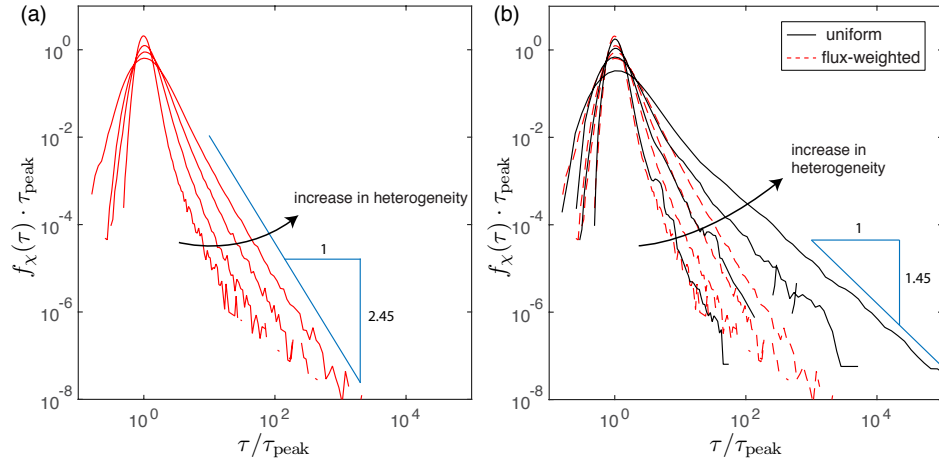 (a)
10^0
10^-2
10^-4
10^-6
10^-8
f_χ(τ) · τ_peak
increase in heterogeneity
1
2.45
10^0
10^2
10^4
τ/τ_peak
(b)
uniform
flux-weighted
10^0
10^-2
10^-4
10^-6
10^-8
f_χ(τ) · τ_peak
increase in
heterogeneity
1
1.45
10^0
10^2
10^4
τ/τ_peak